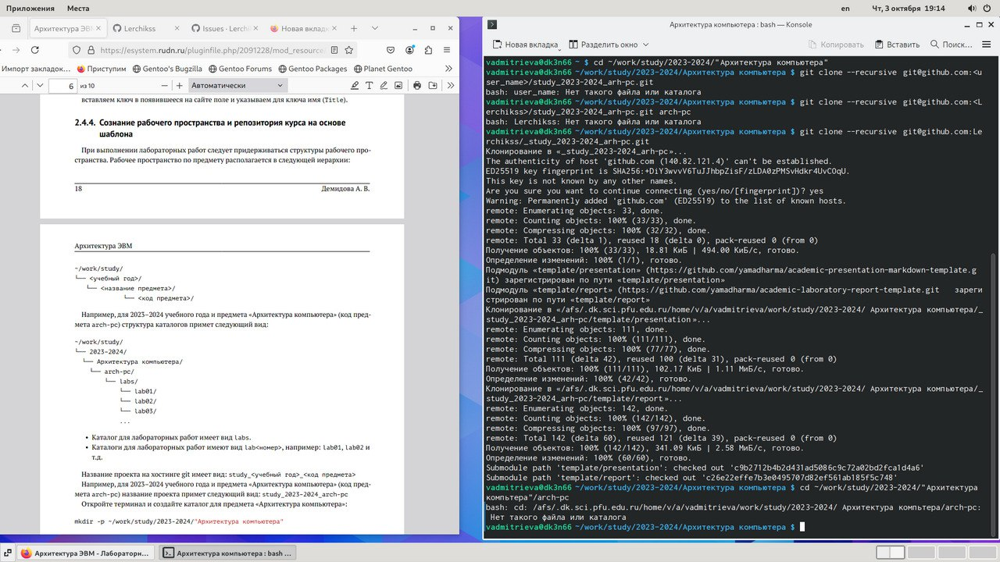 Приложения Места
en Чт, 3 октября 19:14
Архитектура ЭВМ
Lerchikss
Issues · Lerchi
Новая вкладк
https://esystem.rudn.ru/pluginfile.php/2091228/mod_resource
Импорт закладок...
Приступим
Gentoo's Bugzilla
Gentoo Forums
Gentoo Packages
Planet Gentoo
6 из 10
Автоматически
вставляем ключ в появившееся на сайте поле и указываем для ключа имя (Title).
2.4.4. Сознание рабочего пространства и репозитория курса на основе
шаблона
При выполнении лабораторных работ следует придерживаться структуры рабочего про-
странства. Рабочее пространство по предмету располагается в следующей иерархии:
18 Демидова А. В.
Архитектура ЭВМ
~/work/study/
└── <учебный год>/
└── <название предмета>/
└── <код предмета>/
Например, для 2023–2024 учебного года и предмета «Архитектура компьютера» (код пред-
мета arch-pc) структура каталогов примет следующий вид:
~/work/study/
└── 2023-2024/
└── Архитектура компьютера/
└── arch-pc/
└── labs/
└── lab01/
└── lab02/
└── lab03/
...
• Каталог для лабораторных работ имеет вид labs.
• Каталоги для лабораторных работ имеют вид lab<номер>, например: lab01, lab02 и
т.д.
Название проекта на хостинге git имеет вид: study_<учебный год>_<код предмета>
Например, для 2023–2024 учебного года и предмета «Архитектура компьютера» (код пред-
мета arch-pc) название проекта примет следующий вид: study_2023-2024_arch-pc
Откройте терминал и создайте каталог для предмета «Архитектура компьютера»:
mkdir -p ~/work/study/2023-2024/"Архитектура компьютера"
Архитектура компьютера : bash — Konsole
Новая вкладка
Разделить окно
Копировать
Вставить
Поиск...
vadmitrieva@dk3n66 ~ $ cd ~/work/study/2023-2024/"Архитектура компьютера"
vadmitrieva@dk3n66 ~/work/study/2023-2024/Архитектура компьютера $ git clone --recursive git@github.com:<u
ser_name>/study_2023-2024_arh-pc.git
bash: user_name: Нет такого файла или каталога
vadmitrieva@dk3n66 ~/work/study/2023-2024/Архитектура компьютера $ git clone --recursive git@github.com:<L
erchikss>/study_2023-2024_arh-pc.git arch-pc
bash: Lerchikss: Нет такого файла или каталога
vadmitrieva@dk3n66 ~/work/study/2023-2024/Архитектура компьютера $ git clone --recursive git@github.com:Le
rchikss/_study_2023-2024_arh-pc.git
Клонирование в «_study_2023-2024_arh-pc»...
The authenticity of host 'github.com (140.82.121.4)' can't be established.
ED25519 key fingerprint is SHA256:+DiY3wvvV6TuJJhbpZisF/zLDA0zPMSvHdkr4UvCOqU.
This key is not known by any other names.
Are you sure you want to continue connecting (yes/no/[fingerprint])? yes
Warning: Permanently added 'github.com' (ED25519) to the list of known hosts.
remote: Enumerating objects: 33, done.
remote: Counting objects: 100% (33/33), done.
remote: Compressing objects: 100% (32/32), done.
remote: Total 33 (delta 1), reused 18 (delta 0), pack-reused 0 (from 0)
Получение объектов: 100% (33/33), 18.81 КиБ | 494.00 КиБ/с, готово.
Определение изменений: 100% (1/1), готово.
Подмодуль «template/presentation» (https://github.com/yamadharma/academic-presentation-markdown-template.g
it) зарегистрирован по пути «template/presentation»
Подмодуль «template/report» (https://github.com/yamadharma/academic-laboratory-report-template.git зареги
стрирован по пути «template/report»
Клонирование в «/afs/.dk.sci.pfu.edu.ru/home/v/a/vadmitrieva/work/study/2023-2024/ Архитектура компьютера/_
study_2023-2024_arh-pc/template/presentation»...
remote: Enumerating objects: 111, done.
remote: Counting objects: 100% (111/111), done.
remote: Compressing objects: 100% (77/77), done.
remote: Total 111 (delta 42), reused 100 (delta 31), pack-reused 0 (from 0)
Получение объектов: 100% (111/111), 102.17 КиБ | 1.11 МиБ/с, готово.
Определение изменений: 100% (42/42), готово.
Клонирование в «/afs/.dk.sci.pfu.edu.ru/home/v/a/vadmitrieva/work/study/2023-2024/ Архитектура компьютера/_
study_2023-2024_arh-pc/template/report»...
remote: Enumerating objects: 142, done.
remote: Counting objects: 100% (142/142), done.
remote: Compressing objects: 100% (97/97), done.
remote: Total 142 (delta 60), reused 121 (delta 39), pack-reused 0 (from 0)
Получение объектов: 100% (142/142), 341.09 КиБ | 2.58 МиБ/с, готово.
Определение изменений: 100% (60/60), готово.
Submodule path 'template/presentation': checked out 'c9b2712b4b2d431ad5086c9c72a02bd2fca1d4a6'
Submodule path 'template/report': checked out 'c26e22effe7b3e0495707d82ef561ab185f5c748'
vadmitrieva@dk3n66 ~/work/study/2023-2024/Архитектура компьютера $ cd ~/work/study/2023-2024/"Архитектура
компьтера"/arch-pc
bash: cd: /afs/.dk.sci.pfu.edu.ru/home/v/a/vadmitrieva/work/study/2023-2024/ Архитектура компьтера/arch-pc:
Нет такого файла или каталога
vadmitrieva@dk3n66 ~/work/study/2023-2024/Архитектура компьютера $
Архитектура ЭВМ - Лабораторн...
Архитектура компьютера : bash ...